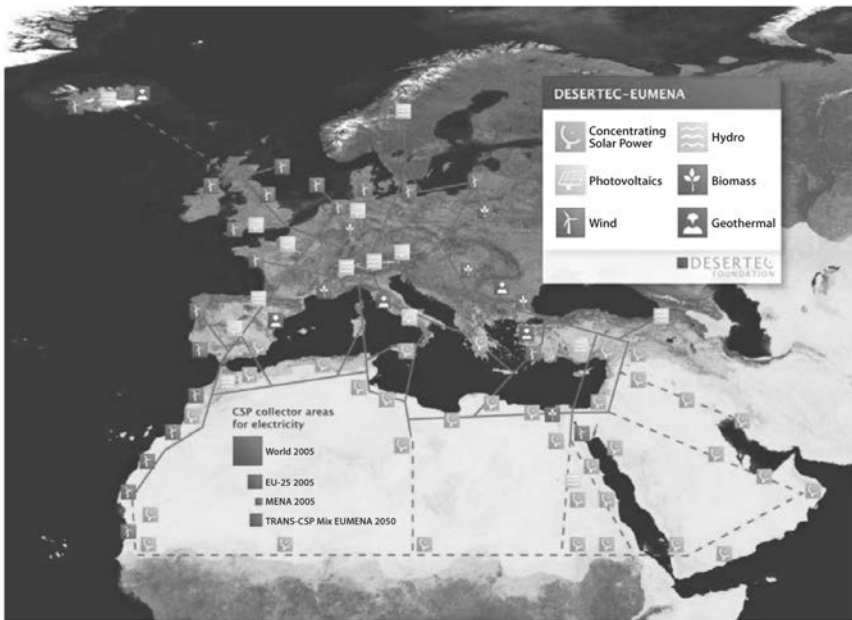 DESERTEC–EUMENA
Concentrating
Solar Power
Hydro
Photovoltaics
Biomass
Wind
Geothermal
DESERTEC
FOUNDATION
CSP collector areas
for electricity
World 2005
EU-25 2005
MENA 2005
TRANS-CSP Mix EUMENA 2050